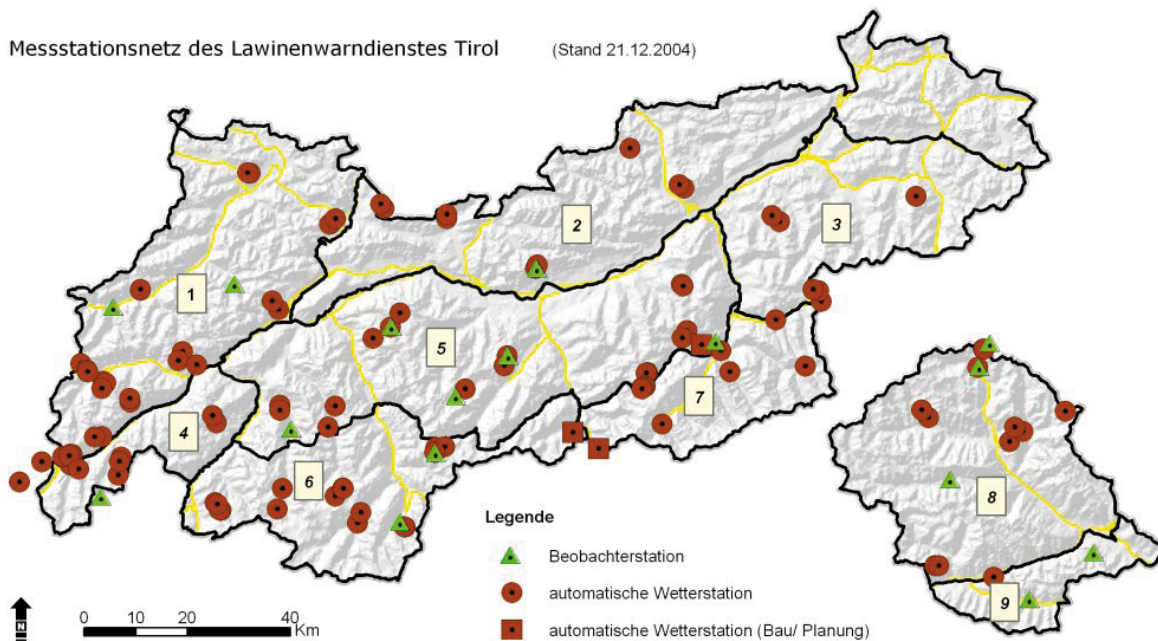 Messstationsnetz des Lawinenwarndienstes Tirol (Stand 21.12.2004)
2
3
1
5
7
4
6
8
9
Legende
Beobachterstation
automatische Wetterstation
automatische Wetterstation (Bau/ Planung)
N
0 10 20 40
Km